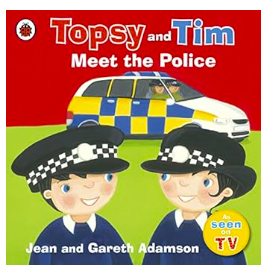 Topsy and Tim
Meet the Police
As
seen
on
TV
Jean and Gareth Adamson